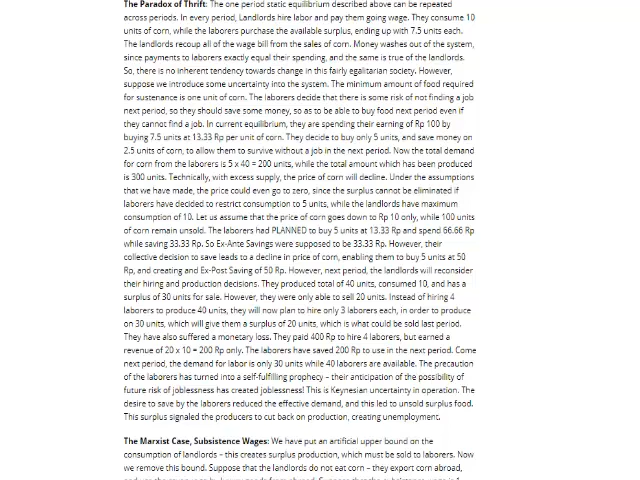 The Paradox of Thrift: The one period static equilibrium described above can be repeated
across periods. In every period, Landlords hire labor and pay them going wage. They consume 10
units of corn, while the laborers purchase the available surplus, ending up with 7.5 units each.
The landlords recoup all of the wage bill from the sales of corn. Money washes out of the system,
since payments to laborers exactly equal their spending, and the same is true of the landlords.
So, there is no inherent tendency towards change in this fairly egalitarian society. However,
suppose we introduce some uncertainty into the system. The minimum amount of food required
for sustenance is one unit of corn. The laborers decide that there is some risk of not finding a job
next period, so they should save some money, so as to be able to buy food next period even if
they cannot find a job. In current equilibrium, they are spending their earning of Rp 100 by
buying 7.5 units at 13.33 Rp per unit of corn. They decide to buy only 5 units, and save money on
2.5 units of corn, to allow them to survive without a job in the next period. Now the total demand
for corn from the laborers is 5 x 40 = 200 units, while the total amount which has been produced
is 300 units. Technically, with excess supply, the price of corn will decline. Under the assumptions
that we have made, the price could even go to zero, since the surplus cannot be eliminated if
laborers have decided to restrict consumption to 5 units, while the landlords have maximum
consumption of 10. Let us assume that the price of corn goes down to Rp 10 only, while 100 units
of corn remain unsold. The laborers had PLANNED to buy 5 units at 13.33 Rp and spend 66.66 Rp
while saving 33.33 Rp. So Ex-Ante Savings were supposed to be 33.33 Rp. However, their
collective decision to save leads to a decline in price of corn, enabling them to buy 5 units at 50
Rp, and creating and Ex-Post Saving of 50 Rp. However, next period, the landlords will reconsider
their hiring and production decisions. They produced total of 40 units, consumed 10, and has a
surplus of 30 units for sale. However, they were only able to sell 20 units. Instead of hiring 4
laborers to produce 40 units, they will now plan to hire only 3 laborers each, in order to produce
on 30 units, which will give them a surplus of 20 units, which is what could be sold last period.
They have also suffered a monetary loss. They paid 400 Rp to hire 4 laborers, but earned a
revenue of 20 x 10 = 200 Rp only. The laborers have saved 200 Rp to use in the next period. Come
next period, the demand for labor is only 30 units while 40 laborers are available. The precaution
of the laborers has turned into a self-fulfilling prophecy – their anticipation of the possibility of
future risk of joblessness has created joblessness! This is Keynesian uncertainty in operation. The
desire to save by the laborers reduced the effective demand, and this led to unsold surplus food.
This surplus signaled the producers to cut back on production, creating unemployment.
The Marxist Case, Subsistence Wages: We have put an artificial upper bound on the
consumption of landlords – this creates surplus production, which must be sold to laborers. Now
we remove this bound. Suppose that the landlords do not eat corn – they export corn abroad,